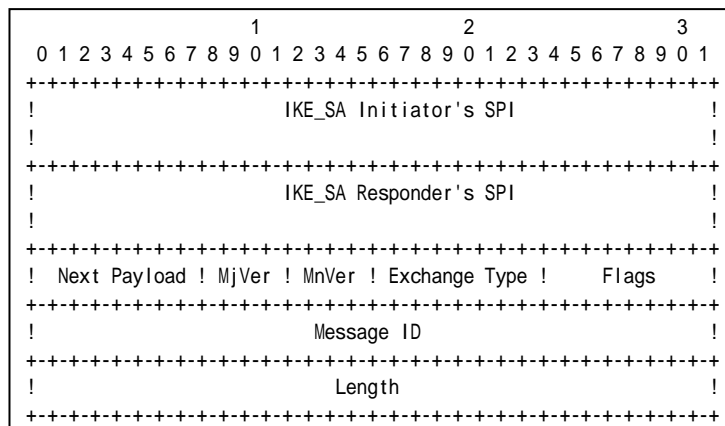 1                   2                   3
 0 1 2 3 4 5 6 7 8 9 0 1 2 3 4 5 6 7 8 9 0 1 2 3 4 5 6 7 8 9 0 1
+-+-+-+-+-+-+-+-+-+-+-+-+-+-+-+-+-+-+-+-+-+-+-+-+-+-+-+-+-+-+-+-+
!                       IKE_SA Initiator's SPI                  !
!                                                               !
+-+-+-+-+-+-+-+-+-+-+-+-+-+-+-+-+-+-+-+-+-+-+-+-+-+-+-+-+-+-+-+-+
!                       IKE_SA Responder's SPI                  !
!                                                               !
+-+-+-+-+-+-+-+-+-+-+-+-+-+-+-+-+-+-+-+-+-+-+-+-+-+-+-+-+-+-+-+-+
!  Next Payload ! MjVer ! MnVer ! Exchange Type !     Flags     !
+-+-+-+-+-+-+-+-+-+-+-+-+-+-+-+-+-+-+-+-+-+-+-+-+-+-+-+-+-+-+-+-+
!                          Message ID                           !
+-+-+-+-+-+-+-+-+-+-+-+-+-+-+-+-+-+-+-+-+-+-+-+-+-+-+-+-+-+-+-+-+
!                            Length                             !
+-+-+-+-+-+-+-+-+-+-+-+-+-+-+-+-+-+-+-+-+-+-+-+-+-+-+-+-+-+-+-+-+